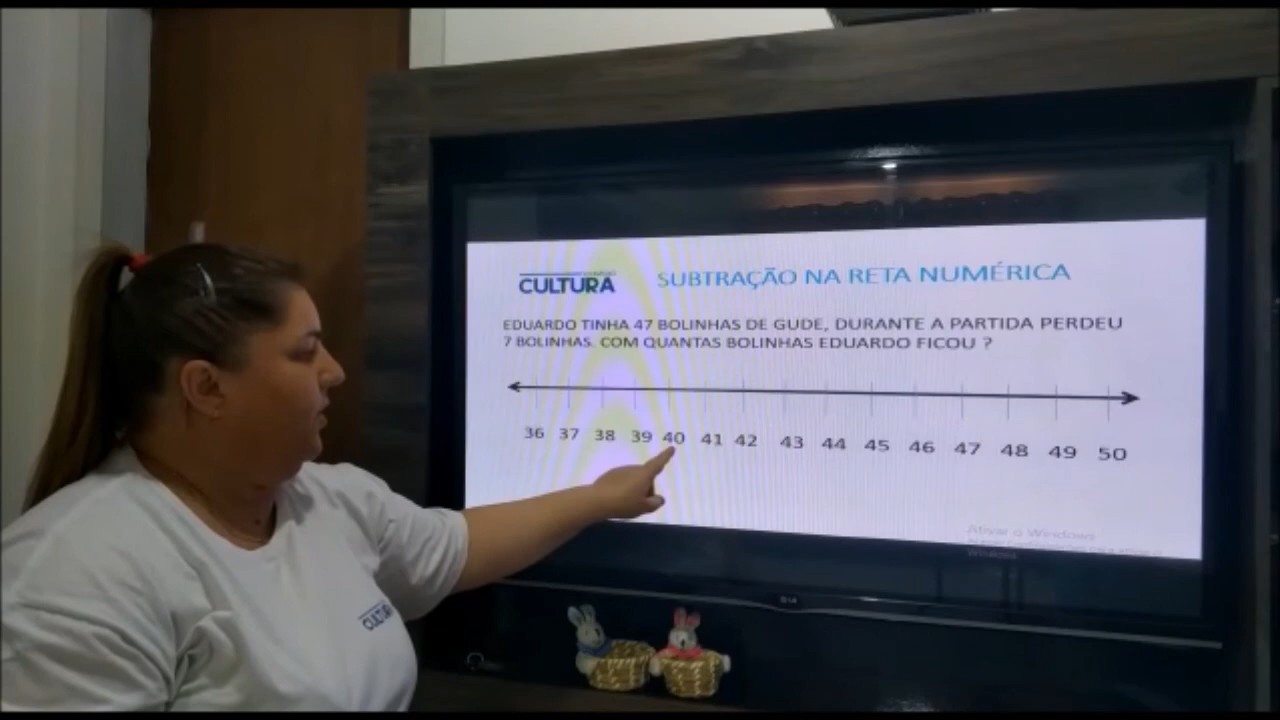 CULTURA
SUBTRAÇÃO NA RETA NUMÉRICA
EDUARDO TINHA 47 BOLINHAS DE GUDE, DURANTE A PARTIDA PERDEU
7 BOLINHAS. COM QUANTAS BOLINHAS EDUARDO FICOU ?
36 37 38 39 40 41 42 43 44 45 46 47 48 49 50
Ativar o Windows
Windows
LG
CULTURA